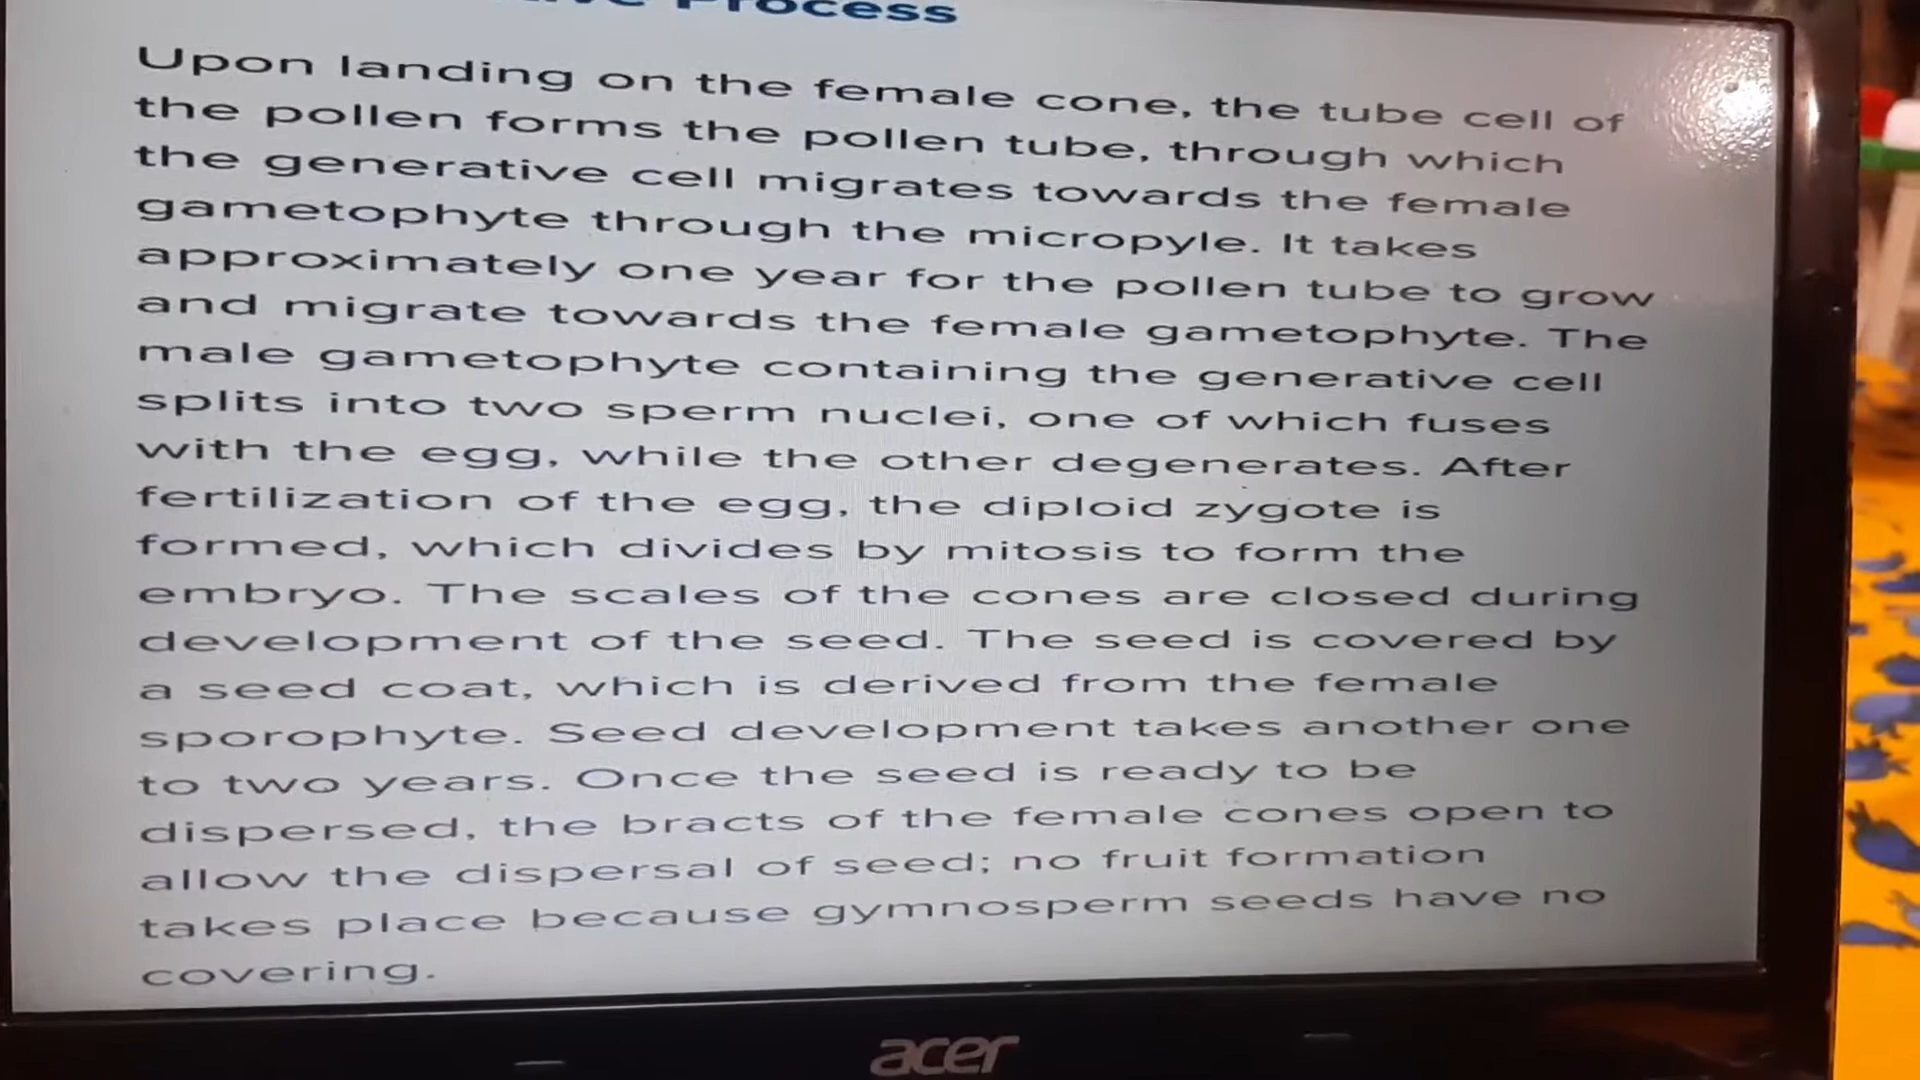 Process
Upon landing on the female cone, the tube cell of
the pollen forms the pollen tube, through which
the generative cell migrates towards the female
gametophyte through the micropyle. It takes
approximately one year for the pollen tube to grow
and migrate towards the female gametophyte. The
male gametophyte containing the generative cell
splits into two sperm nuclei, one of which fuses
with the egg, while the other degenerates. After
fertilization of the egg, the diploid zygote is
formed, which divides by mitosis to form the
embryo. The scales of the cones are closed during
development of the seed. The seed is covered by
a seed coat, which is derived from the female
sporophyte. Seed development takes another one
to two years. Once the seed is ready to be
dispersed, the bracts of the female cones open to
allow the dispersal of seed; no fruit formation
takes place because gymnosperm seeds have no
covering.
acer